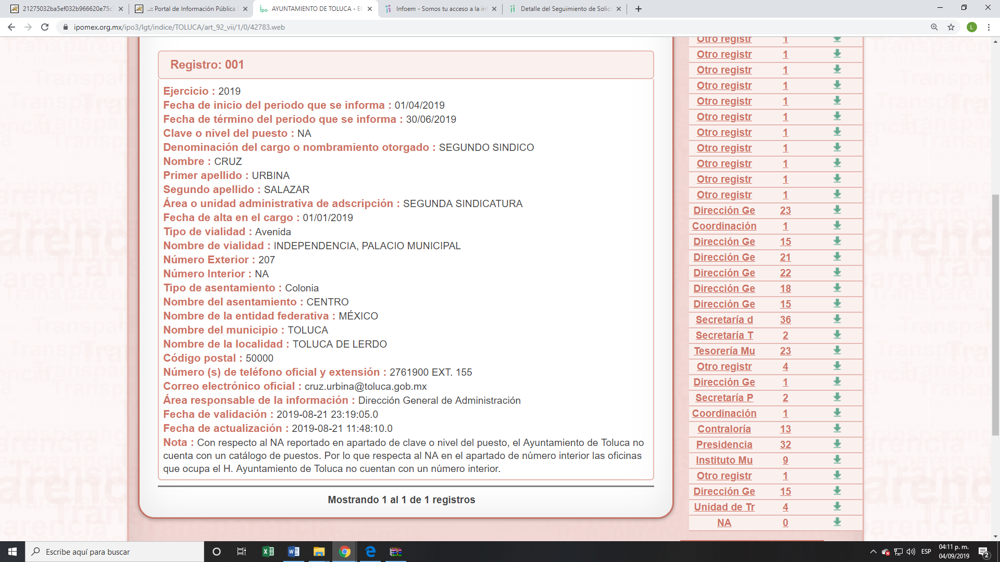 21275032ba5ef032b966620e75c
..:: Portal de Información Pública
AYUNTAMIENTO DE TOLUCA - El
Infoem - Somos tu acceso a la in
Detalle del Seguimiento de Solici
ipomex.org.mx/ipo3/lgt/indice/TOLUCA/art_92_vii/1/0/42783.web
L
Registro: 001
Ejercicio : 2019
Fecha de inicio del periodo que se informa : 01/04/2019
Fecha de término del periodo que se informa : 30/06/2019
Clave o nivel del puesto : NA
Denominación del cargo o nombramiento otorgado : SEGUNDO SINDICO
Nombre : CRUZ
Primer apellido : URBINA
Segundo apellido : SALAZAR
Área o unidad administrativa de adscripción : SEGUNDA SINDICATURA
Fecha de alta en el cargo : 01/01/2019
Tipo de vialidad : Avenida
Nombre de vialidad : INDEPENDENCIA, PALACIO MUNICIPAL
Número Exterior : 207
Número Interior : NA
Tipo de asentamiento : Colonia
Nombre del asentamiento : CENTRO
Nombre de la entidad federativa : MÉXICO
Nombre del municipio : TOLUCA
Nombre de la localidad : TOLUCA DE LERDO
Código postal : 50000
Número (s) de teléfono oficial y extensión : 2761900 EXT. 155
Correo electrónico oficial : cruz.urbina@toluca.gob.mx
Área responsable de la información : Dirección General de Administración
Fecha de validación : 2019-08-21 23:19:05.0
Fecha de actualización : 2019-08-21 11:48:10.0
Nota : Con respecto al NA reportado en apartado de clave o nivel del puesto, el Ayuntamiento de Toluca no
cuenta con un catálogo de puestos. Por lo que respecta al NA en el apartado de número interior las oficinas
que ocupa el H. Ayuntamiento de Toluca no cuentan con un número interior.
Mostrando 1 al 1 de 1 registros
Otro registr 1
Otro registr 1
Otro registr 1
Otro registr 1
Otro registr 1
Otro registr 1
Otro registr 1
Otro registr 1
Otro registr 1
Otro registr 1
Otro registr 1
Dirección Ge 23
Coordinación 1
Dirección Ge 15
Dirección Ge 21
Dirección Ge 22
Dirección Ge 18
Dirección Ge 15
Secretaría d 36
Secretaría T 2
Tesorería Mu 23
Otro registr 4
Dirección Ge 1
Secretaría P 2
Coordinación 1
Contraloría 13
Presidencia 32
Instituto Mu 9
Otro registr 1
Dirección Ge 15
Unidad de Tr 4
NA 0
Escribe aquí para buscar
ESP
04:11 p. m.
04/09/2019
2